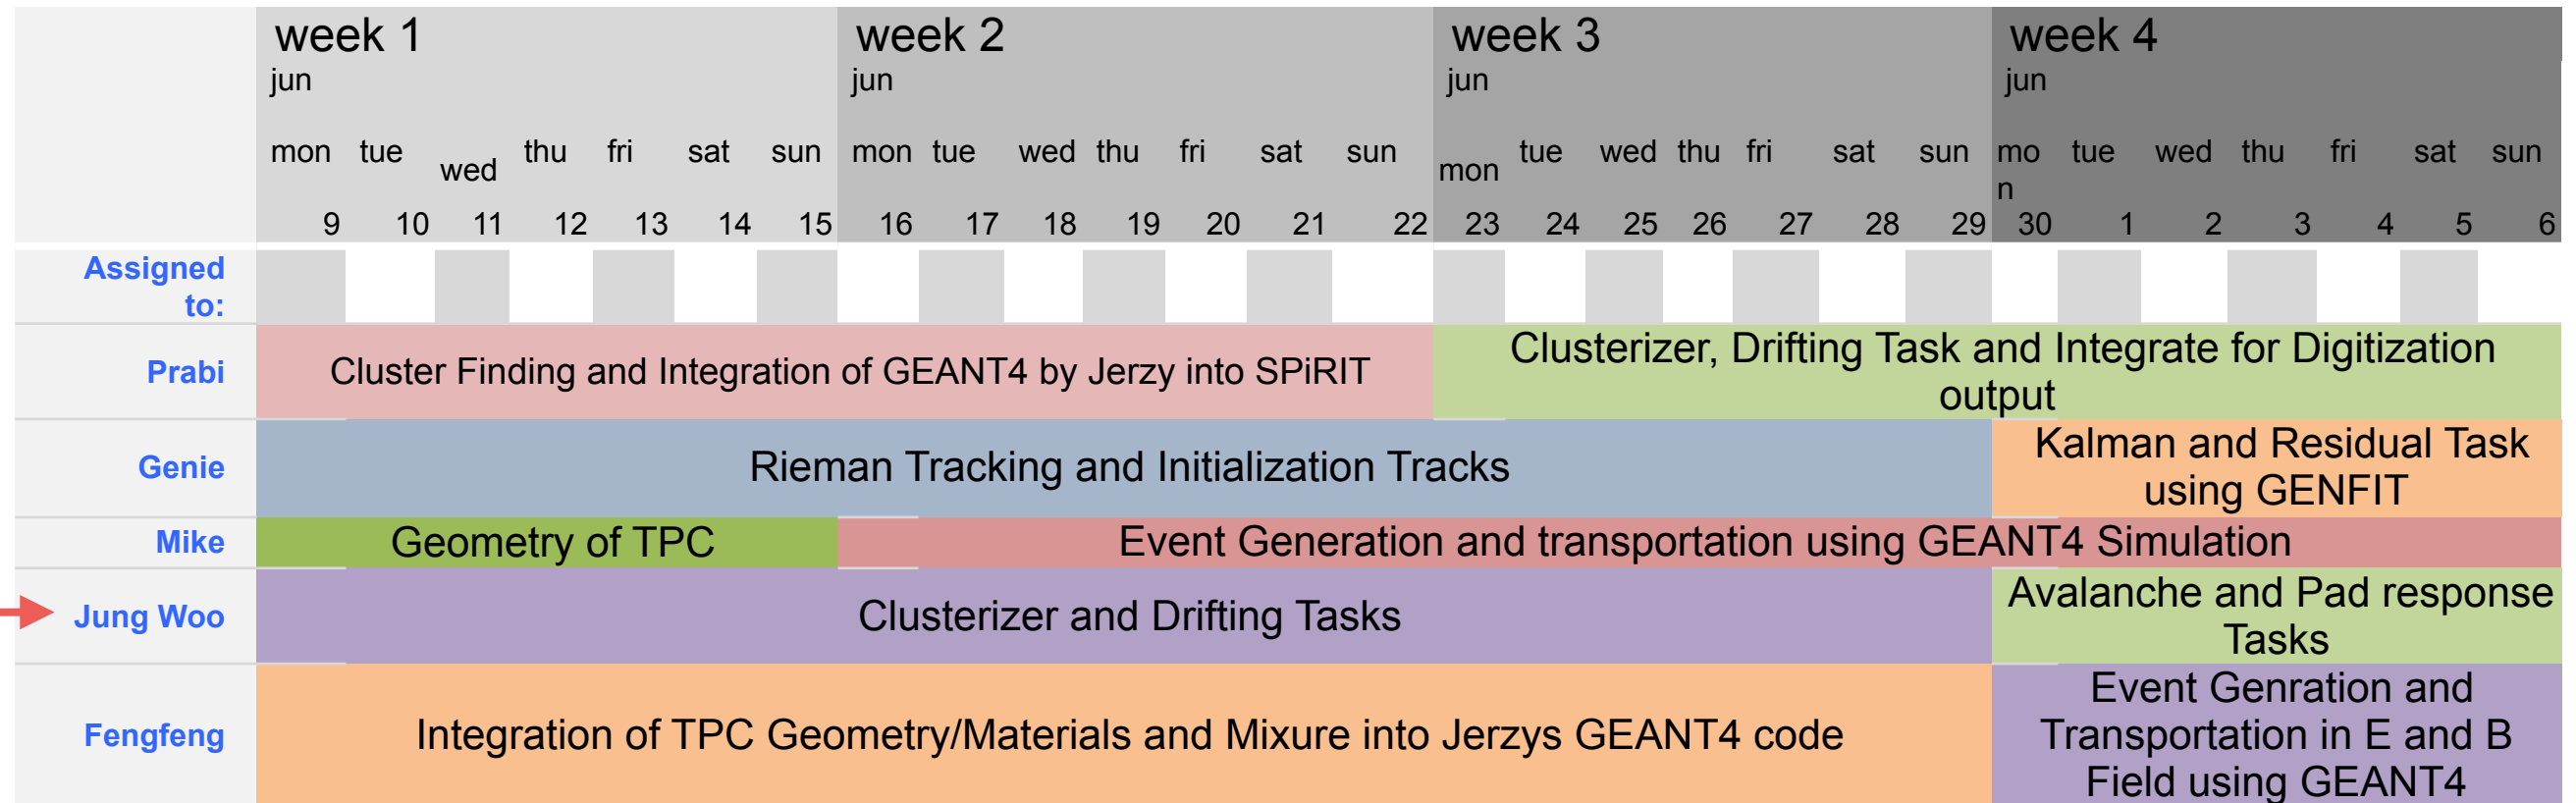 week 1
week 2
week 3
week 4
jun
jun
jun
jun
mon tue wed thu fri sat sun mon tue wed thu fri sat sun mon tue wed thu fri sat sun mo tue wed thu fri sat sun
n
9 10 11 12 13 14 15 16 17 18 19 20 21 22 23 24 25 26 27 28 29 30 1 2 3 4 5 6
Assigned
to:
Prabi
Cluster Finding and Integration of GEANT4 by Jerzy into SPiRIT
Clusterizer, Drifting Task and Integrate for Digitization
output
Genie
Rieman Tracking and Initialization Tracks
Kalman and Residual Task
using GENFIT
Mike
Geometry of TPC
Event Generation and transportation using GEANT4 Simulation
Jung Woo
Clusterizer and Drifting Tasks
Avalanche and Pad response
Tasks
Fengfeng
Integration of TPC Geometry/Materials and Mixure into Jerzys GEANT4 code
Event Genration and
Transportation in E and B
Field using GEANT4